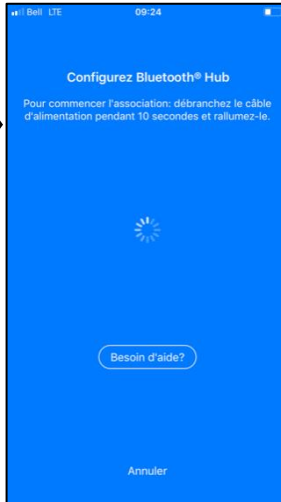 Bell LTE 09:24
Configurez Bluetooth® Hub
Pour commencer l'association: débranchez le câble
d'alimentation pendant 10 secondes et rallumez-le.
Besoin d'aide?
Annuler